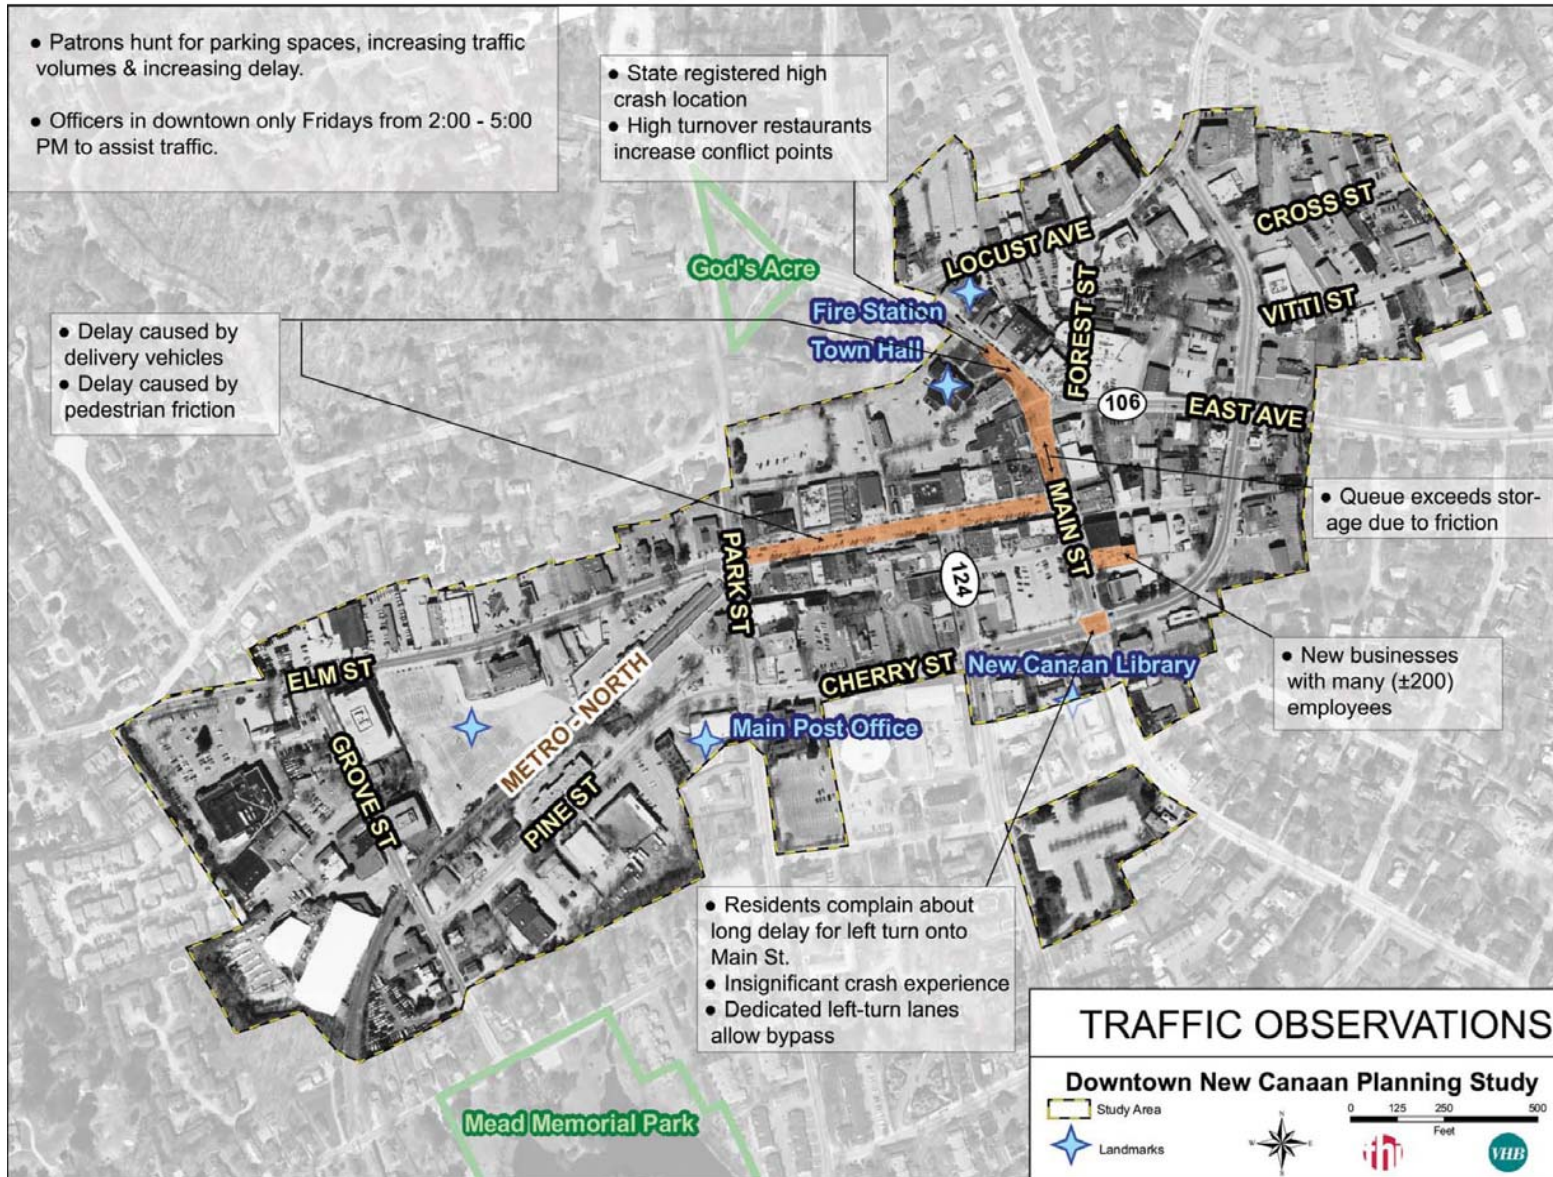 ● Patrons hunt for parking spaces, increasing traffic
volumes & increasing delay.
● Officers in downtown only Fridays from 2:00 - 5:00
PM to assist traffic.
● State registered high
crash location
● High turnover restaurants
increase conflict points
CROSS ST
LOCUST AVE
God's Acre
FOREST ST
VITTI ST
Fire Station
Town Hall
● Delay caused by
delivery vehicles
● Delay caused by
pedestrian friction
106
EAST AVE
● Queue exceeds stor-
age due to friction
MAIN ST
PARK ST
124
ELM ST
METRO - NORTH
CHERRY ST
New Canaan Library
● New businesses
with many (±200)
employees
Main Post Office
GROVE ST
PINE ST
● Residents complain about
long delay for left turn onto
Main St.
● Insignificant crash experience
● Dedicated left-turn lanes
allow bypass
Mead Memorial Park
TRAFFIC OBSERVATIONS
Downtown New Canaan Planning Study
Study Area
Landmarks
N
W E
S
0 125 250 500
Feet
fhi
VHB